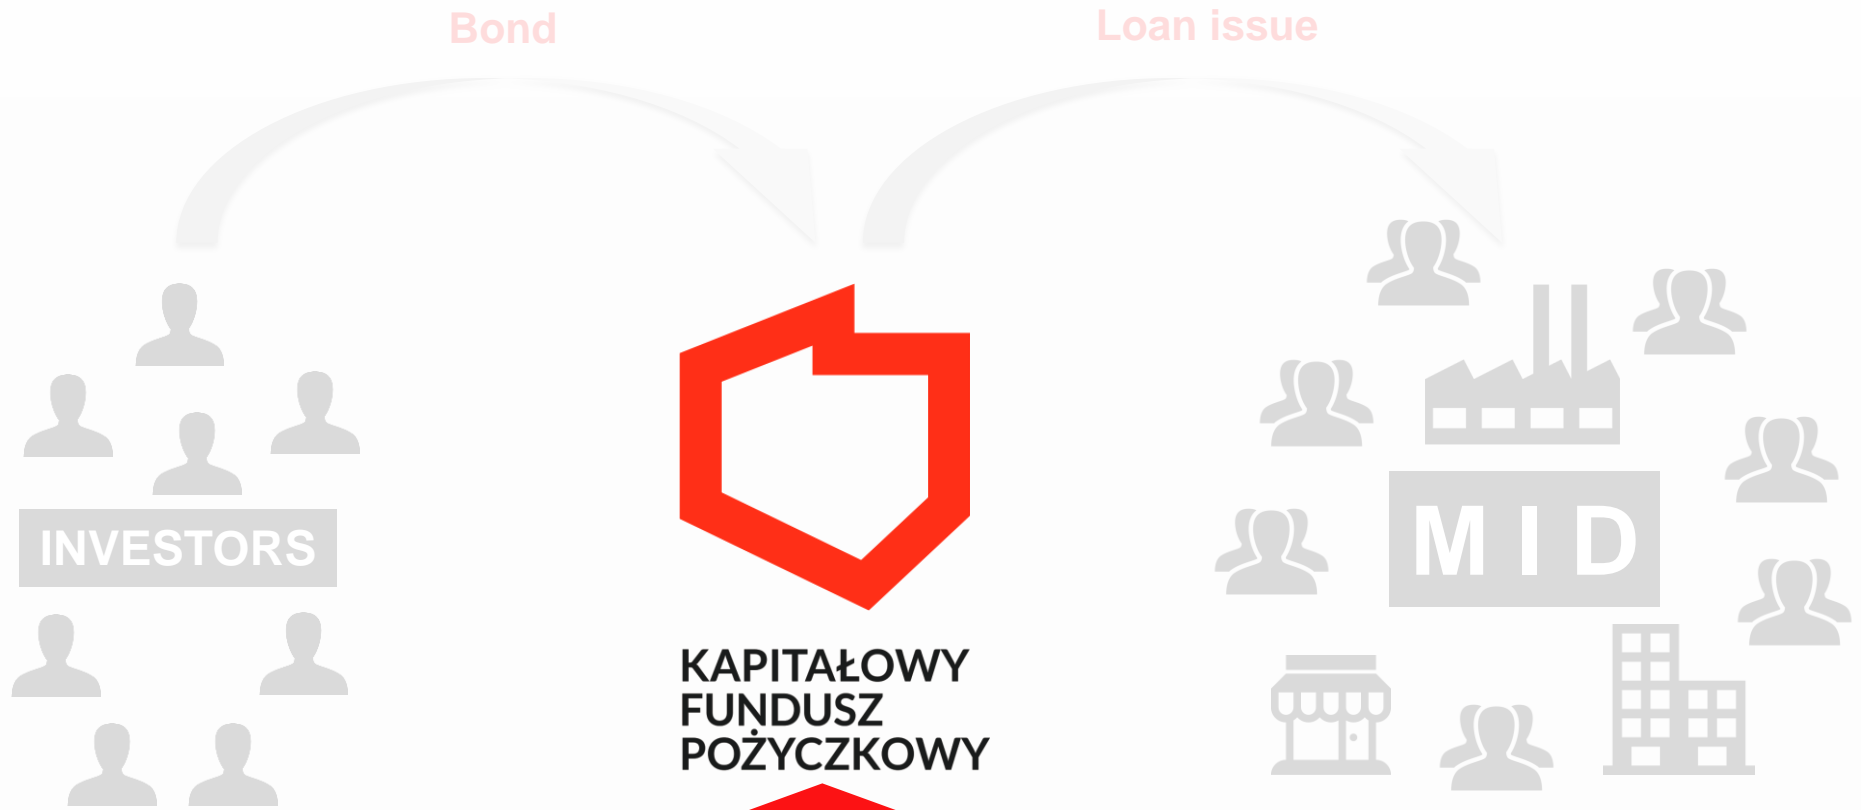 Bond
Loan issue
INVESTORS
M I D
KAPITAŁOWY
FUNDUSZ
POŻYCZKOWY